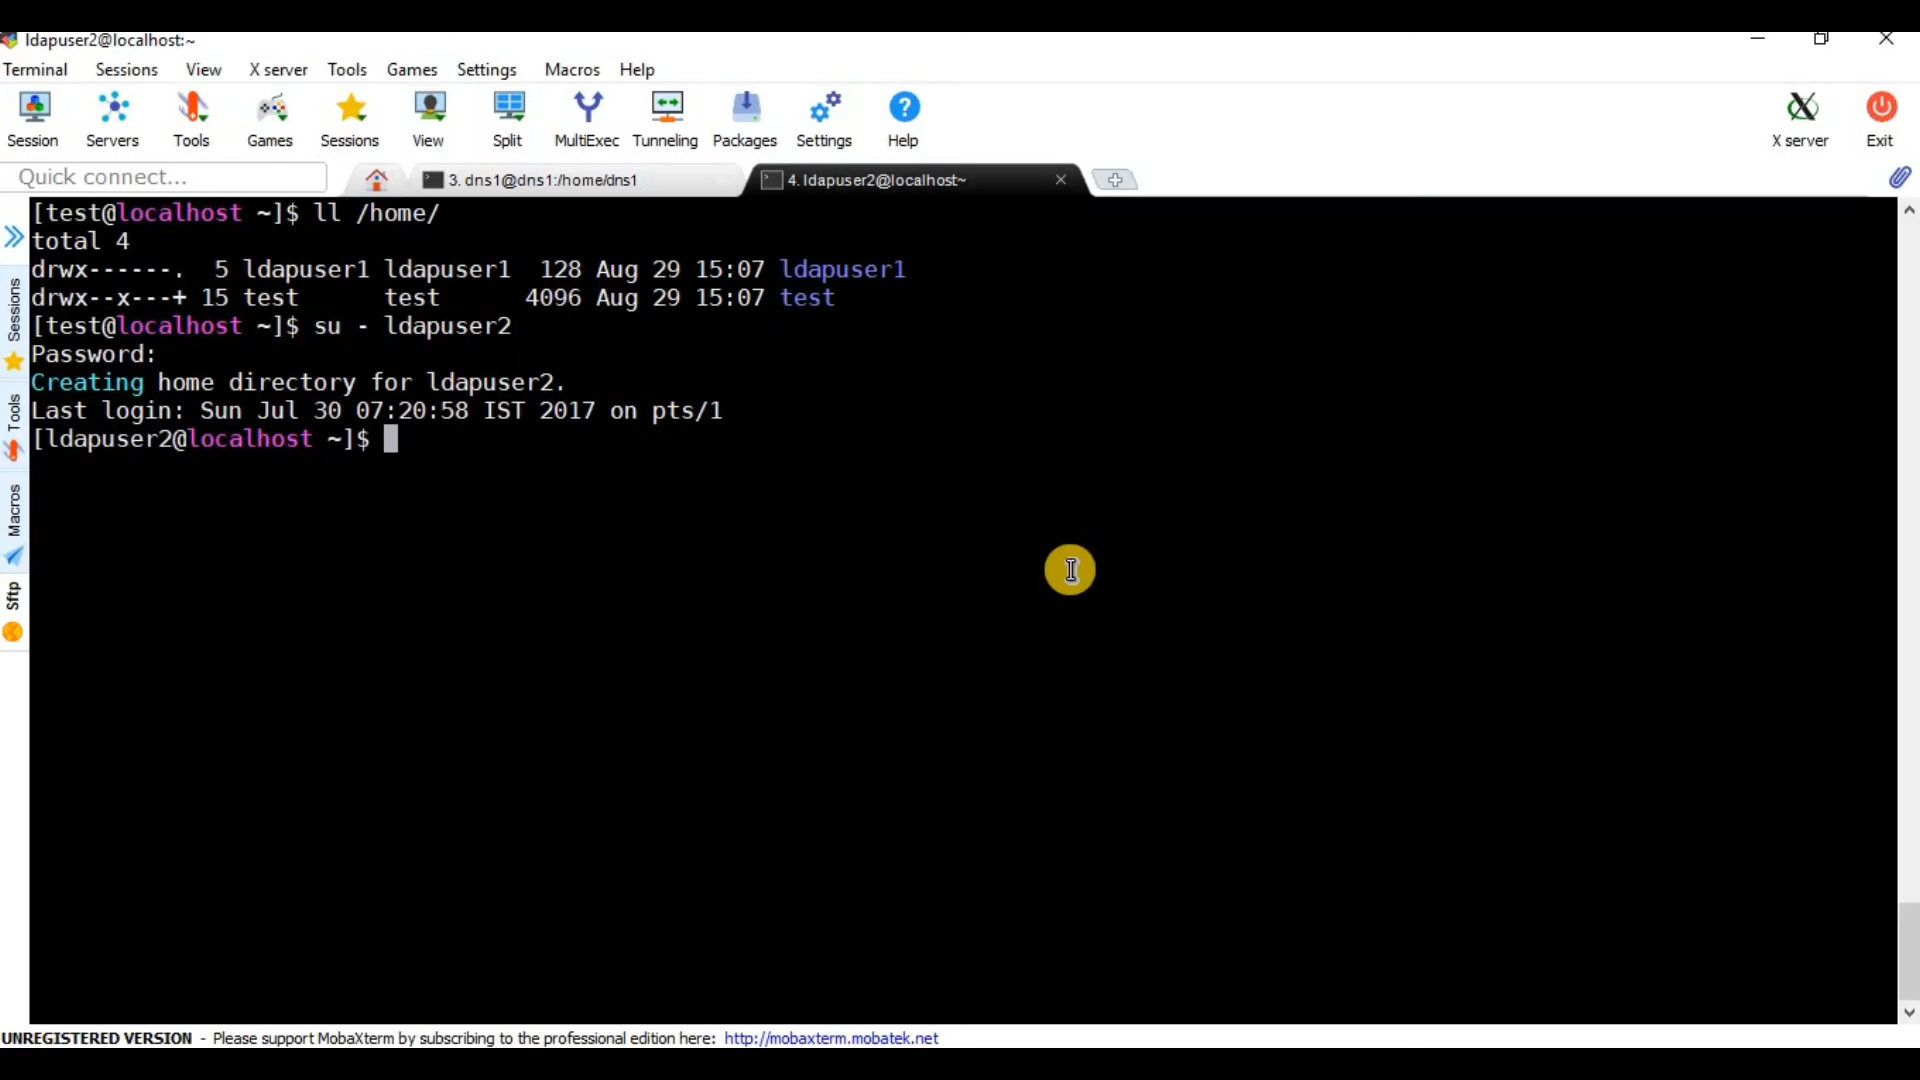 ldapuser2@localhost:~
Terminal Sessions View X server Tools Games Settings Macros Help
Session Servers Tools Games Sessions View Split MultiExec Tunneling Packages Settings Help X server Exit
Quick connect... 3. dns1@dns1:/home/dns1 4. ldapuser2@localhost~
[test@localhost ~]$ ll /home/
total 4
drwx------. 5 ldapuser1 ldapuser1 128 Aug 29 15:07 ldapuser1
drwx--x---+ 15 test test 4096 Aug 29 15:07 test
[test@localhost ~]$ su - ldapuser2
Password:
Creating home directory for ldapuser2.
Last login: Sun Jul 30 07:20:58 IST 2017 on pts/1
[ldapuser2@localhost ~]$
Sessions
Tools
Macros
Sftp
UNREGISTERED VERSION - Please support MobaXterm by subscribing to the professional edition here: http://mobaxterm.mobatek.net